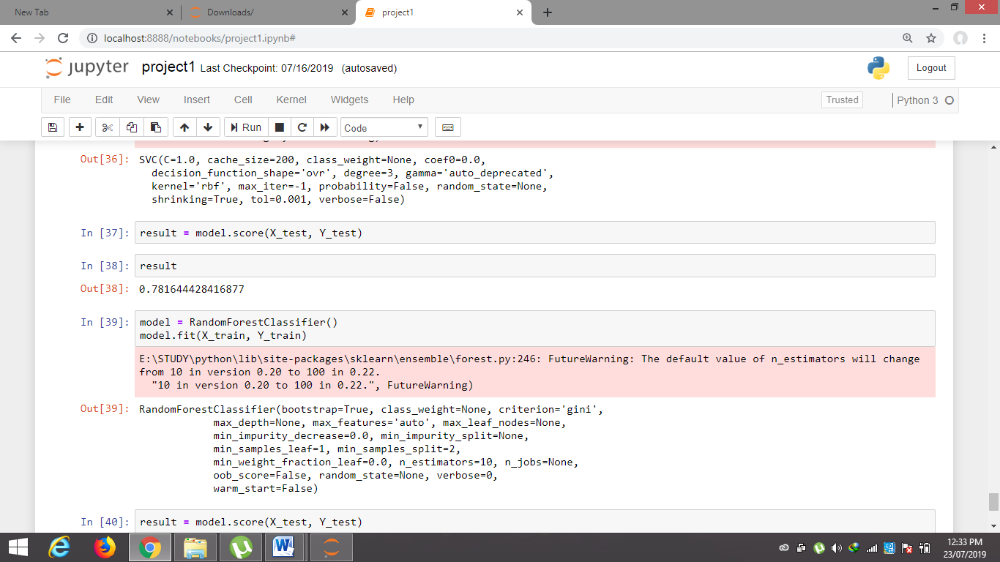 New Tab
Downloads/
project1
localhost:8888/notebooks/project1.ipynb#
jupyter project1 Last Checkpoint: 07/16/2019 (autosaved)
Logout
File Edit View Insert Cell Kernel Widgets Help
Trusted Python 3
Run Code
Out[36]: SVC(C=1.0, cache_size=200, class_weight=None, coef0=0.0,
decision_function_shape='ovr', degree=3, gamma='auto_deprecated',
kernel='rbf', max_iter=-1, probability=False, random_state=None,
shrinking=True, tol=0.001, verbose=False)
In [37]: result = model.score(X_test, Y_test)
In [38]: result
Out[38]: 0.781644428416877
In [39]: model = RandomForestClassifier()
model.fit(X_train, Y_train)
E:\STUDY\python\lib\site-packages\sklearn\ensemble\forest.py:246: FutureWarning: The default value of n_estimators will change
from 10 in version 0.20 to 100 in 0.22.
"10 in version 0.20 to 100 in 0.22.", FutureWarning)
Out[39]: RandomForestClassifier(bootstrap=True, class_weight=None, criterion='gini',
max_depth=None, max_features='auto', max_leaf_nodes=None,
min_impurity_decrease=0.0, min_impurity_split=None,
min_samples_leaf=1, min_samples_split=2,
min_weight_fraction_leaf=0.0, n_estimators=10, n_jobs=None,
oob_score=False, random_state=None, verbose=0,
warm_start=False)
In [40]: result = model.score(X_test, Y_test)
12:33 PM
23/07/2019